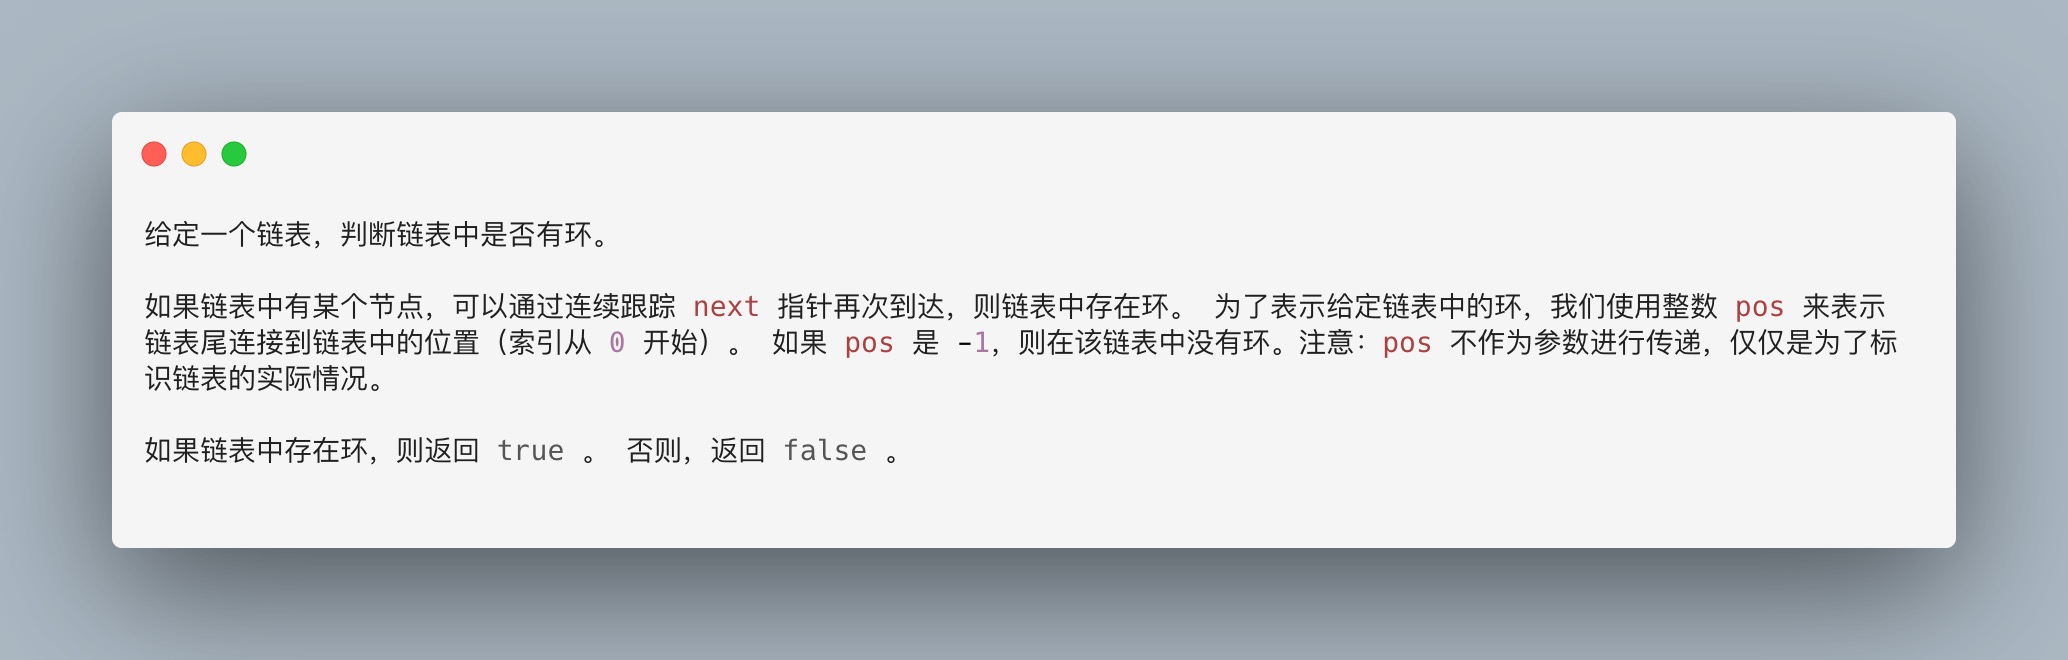 给定一个链表，判断链表中是否有环。
如果链表中有某个节点，可以通过连续跟踪 next 指针再次到达，则链表中存在环。 为了表示给定链表中的环，我们使用整数 pos 来表示
链表尾连接到链表中的位置（索引从 0 开始）。 如果 pos 是 -1，则在该链表中没有环。注意：pos 不作为参数进行传递，仅仅是为了标
识链表的实际情况。
如果链表中存在环，则返回 true 。 否则，返回 false 。